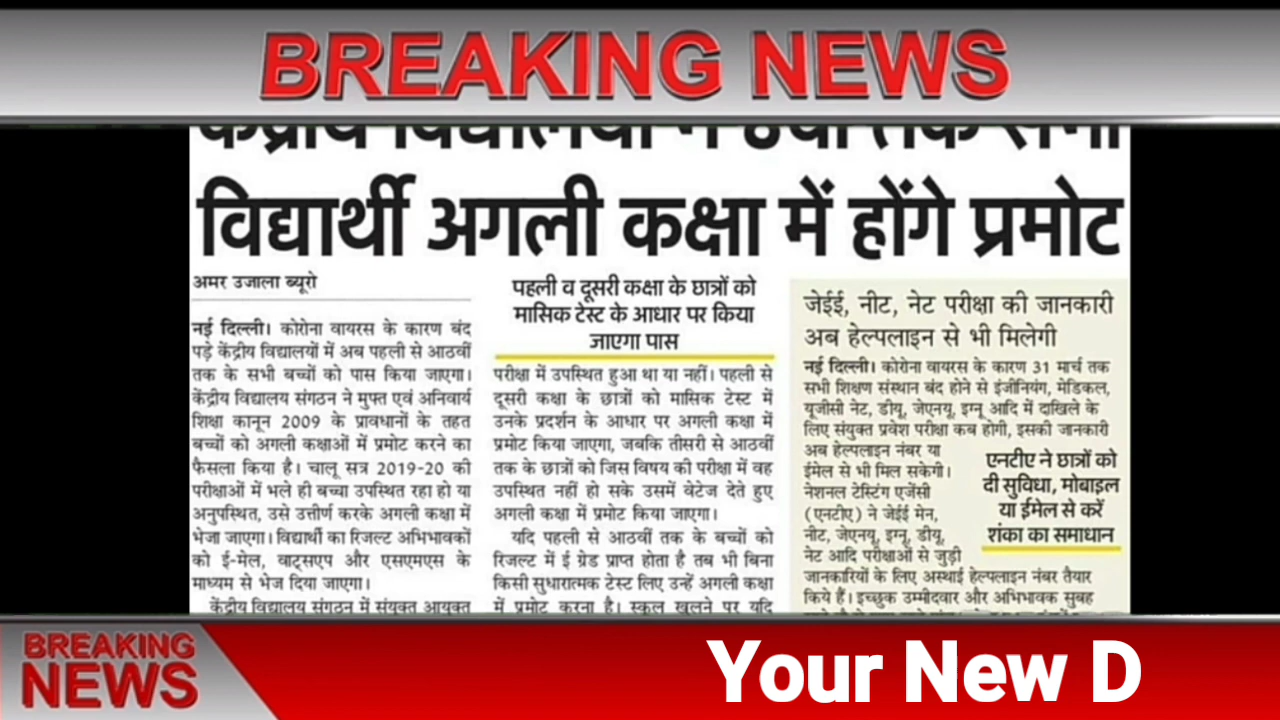 BREAKING NEWS
विद्यार्थी अगली कक्षा में होंगे प्रमोट
अमर उजाला ब्यूरो
नई दिल्ली। कोरोना वायरस के कारण बंद
पड़े केंद्रीय विद्यालयों में अब पहली से आठवीं
तक के सभी बच्चों को पास किया जाएगा।
केंद्रीय विद्यालय संगठन ने मुफ्त एवं अनिवार्य
शिक्षा कानून 2009 के प्रावधानों के तहत
बच्चों को अगली कक्षाओं में प्रमोट करने का
फैसला किया है। चालू सत्र 2019-20 की
परीक्षाओं में भले ही बच्चा उपस्थित रहा हो या
अनुपस्थित, उसे उत्तीर्ण करके अगली कक्षा में
भेजा जाएगा। विद्यार्थी का रिजल्ट अभिभावकों
को ई-मेल, वाट्सएप और एसएमएस के
माध्यम से भेज दिया जाएगा।
केंद्रीय विद्यालय संगठन में संयुक्त आयुक्त
पहली व दूसरी कक्षा के छात्रों को
मासिक टेस्ट के आधार पर किया
जाएगा पास
परीक्षा में उपस्थित हुआ था या नहीं। पहली से
दूसरी कक्षा के छात्रों को मासिक टेस्ट में
उनके प्रदर्शन के आधार पर अगली कक्षा में
प्रमोट किया जाएगा, जबकि तीसरी से आठवीं
तक के छात्रों को जिस विषय की परीक्षा में वह
उपस्थित नहीं हो सके उसमें वेटेज देते हुए
अगली कक्षा में प्रमोट किया जाएगा।
यदि पहली से आठवीं तक के बच्चों को
रिजल्ट में ई ग्रेड प्राप्त होता है तब भी बिना
किसी सुधारात्मक टेस्ट लिए उन्हें अगली कक्षा
में प्रमोट करना है। स्कूल खुलने पर यदि
जेईई, नीट, नेट परीक्षा की जानकारी
अब हेल्पलाइन से भी मिलेगी
नई दिल्ली। कोरोना वायरस के कारण 31 मार्च तक
सभी शिक्षण संस्थान बंद होने से इंजीनियंग, मेडिकल,
यूजीसी नेट, डीयू, जेएनयू, इग्नू आदि में दाखिले के
लिए संयुक्त प्रवेश परीक्षा कब होगी, इसकी जानकारी
अब हेल्पलाइन नंबर या
ईमेल से भी मिल सकेगी।
नेशनल टेस्टिंग एजेंसी
(एनटीए) ने जेईई मेन,
नीट, जेएनयू, इग्नू, डीयू,
नेट आदि परीक्षाओं से जुड़ी
जानकारियों के लिए अस्थाई हेल्पलाइन नंबर तैयार
किये हैं। इच्छुक उम्मीदवार और अभिभावक सुबह
एनटीए ने छात्रों को
दी सुविधा, मोबाइल
या ईमेल से करें
शंका का समाधान
BREAKING
NEWS
Your New D